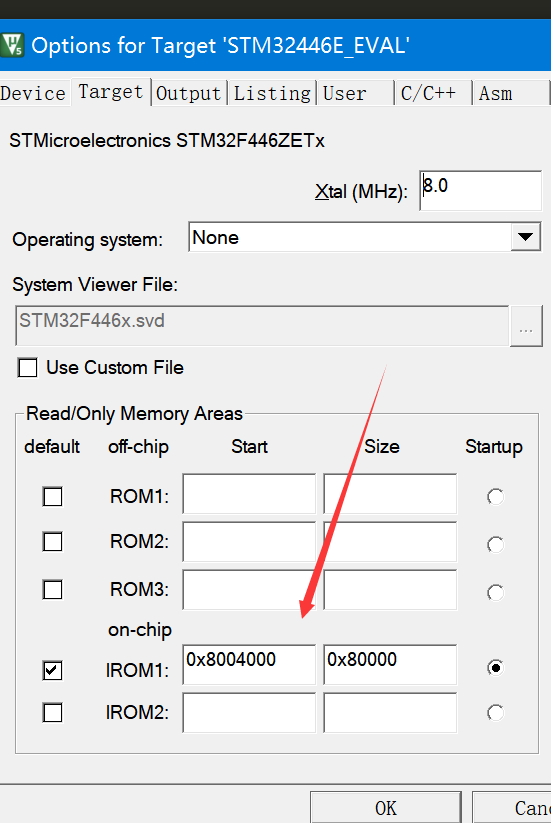 Options for Target 'STM32446E_EVAL'
Device Target Output Listing User C/C++ Asm
STMicroelectronics STM32F446ZETx
Xtal (MHz): 8.0
Operating system: None
System Viewer File:
STM32F446x.svd ...
Use Custom File
Read/Only Memory Areas
default off-chip Start Size Startup
ROM1:
ROM2:
ROM3:
on-chip
IROM1: 0x8004000 0x80000
IROM2:
OK Canc